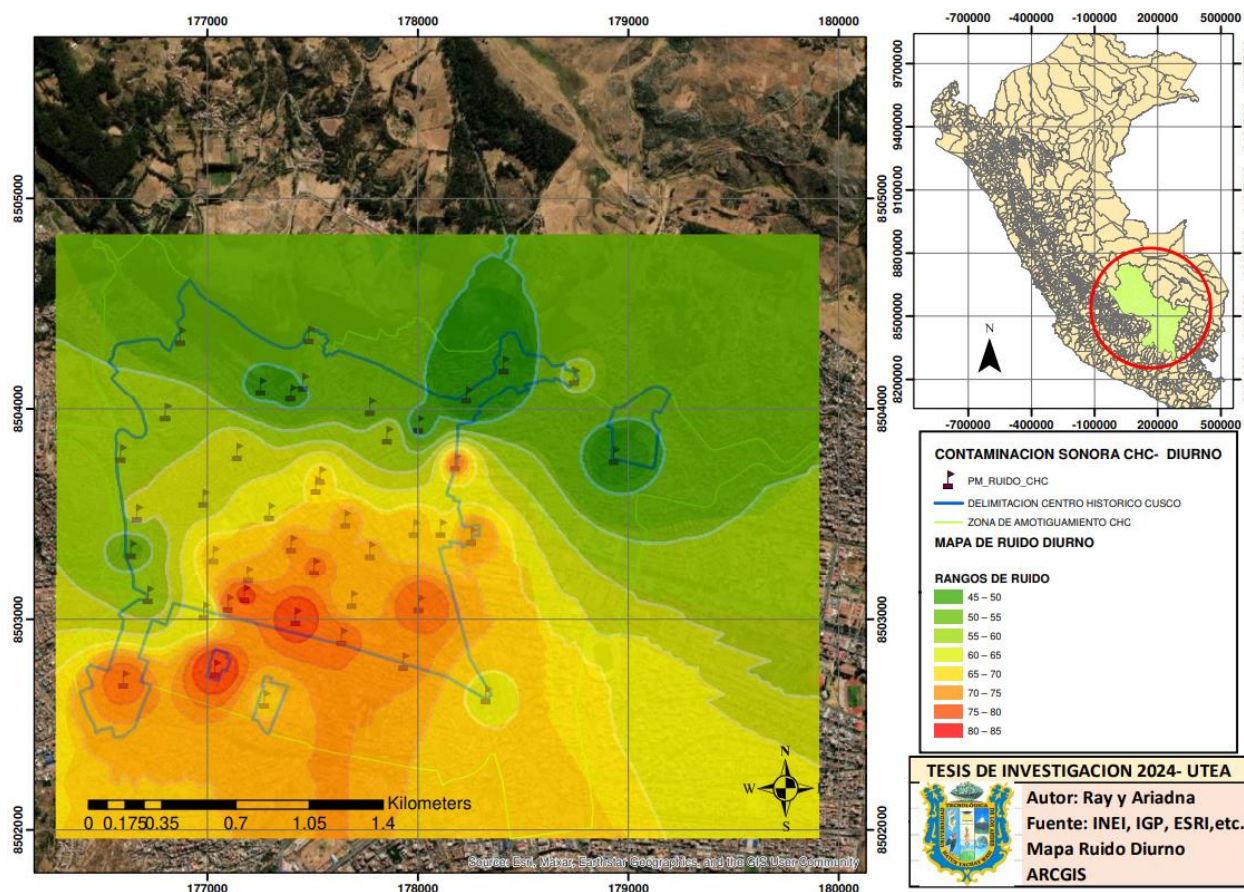 177000 178000 179000 180000
8505000
8504000
8503000
8502000
8505000
8504000
8503000
8502000
Kilometers
0 0.175 0.35 0.7 1.05 1.4
N
W
S
Source: Esri, Maxar, Earthstar Geographics, and the GIS User Community
177000 178000 179000 180000
-700000 -400000 -100000 200000 500000
9700000
9400000
9100000
8800000
8500000
8200000
N
-700000 -400000 -100000 200000 500000
CONTAMINACION SONORA CHC- DIURNO
PM_RUIDO_CHC
DELIMITACION CENTRO HISTORICO CUSCO
ZONA DE AMOTIGUAMIENTO CHC
MAPA DE RUIDO DIURNO
RANGOS DE RUIDO
45 – 50
50 – 55
55 – 60
60 – 65
65 – 70
70 – 75
75 – 80
80 – 85
TESIS DE INVESTIGACION 2024- UTEA
Autor: Ray y Ariadna
Fuente: INEI, IGP, ESRI,etc.
Mapa Ruido Diurno
ARCGIS